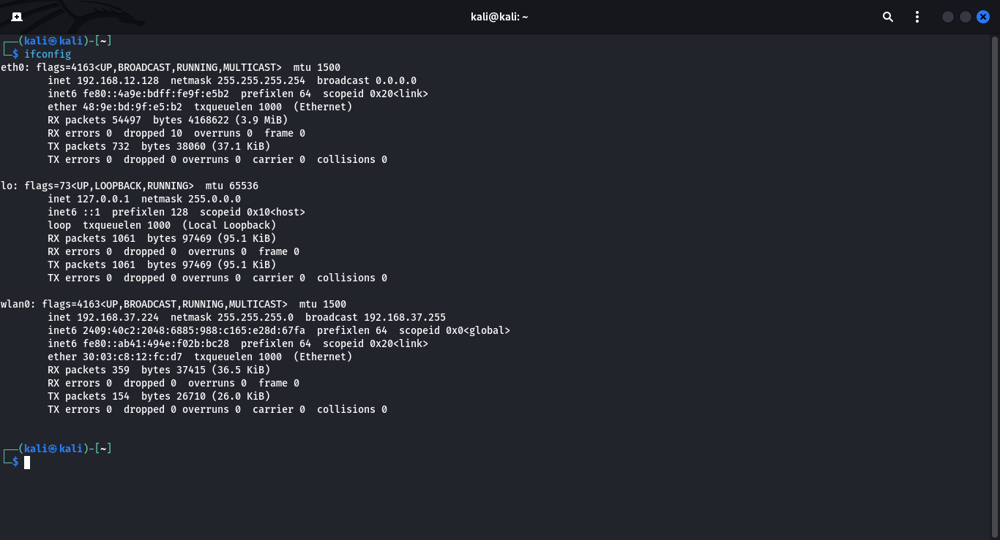 kali@kali: ~
┌──(kali㉿kali)-[~]
└─$ ifconfig
eth0: flags=4163<UP,BROADCAST,RUNNING,MULTICAST>  mtu 1500
        inet 192.168.12.128  netmask 255.255.255.254  broadcast 0.0.0.0
        inet6 fe80::4a9e:bdff:fe9f:e5b2  prefixlen 64  scopeid 0x20<link>
        ether 48:9e:bd:9f:e5:b2  txqueuelen 1000  (Ethernet)
        RX packets 54497  bytes 4168622 (3.9 MiB)
        RX errors 0  dropped 10  overruns 0  frame 0
        TX packets 732  bytes 38060 (37.1 KiB)
        TX errors 0  dropped 0 overruns 0  carrier 0  collisions 0

lo: flags=73<UP,LOOPBACK,RUNNING>  mtu 65536
        inet 127.0.0.1  netmask 255.0.0.0
        inet6 ::1  prefixlen 128  scopeid 0x10<host>
        loop  txqueuelen 1000  (Local Loopback)
        RX packets 1061  bytes 97469 (95.1 KiB)
        RX errors 0  dropped 0  overruns 0  frame 0
        TX packets 1061  bytes 97469 (95.1 KiB)
        TX errors 0  dropped 0 overruns 0  carrier 0  collisions 0

wlan0: flags=4163<UP,BROADCAST,RUNNING,MULTICAST>  mtu 1500
        inet 192.168.37.224  netmask 255.255.255.0  broadcast 192.168.37.255
        inet6 2409:40c2:2048:6885:988:c165:e28d:67fa  prefixlen 64  scopeid 0x0<global>
        inet6 fe80::ab41:494e:f02b:bc28  prefixlen 64  scopeid 0x20<link>
        ether 30:03:c8:12:fc:d7  txqueuelen 1000  (Ethernet)
        RX packets 359  bytes 37415 (36.5 KiB)
        RX errors 0  dropped 0  overruns 0  frame 0
        TX packets 154  bytes 26710 (26.0 KiB)
        TX errors 0  dropped 0 overruns 0  carrier 0  collisions 0

┌──(kali㉿kali)-[~]
└─$